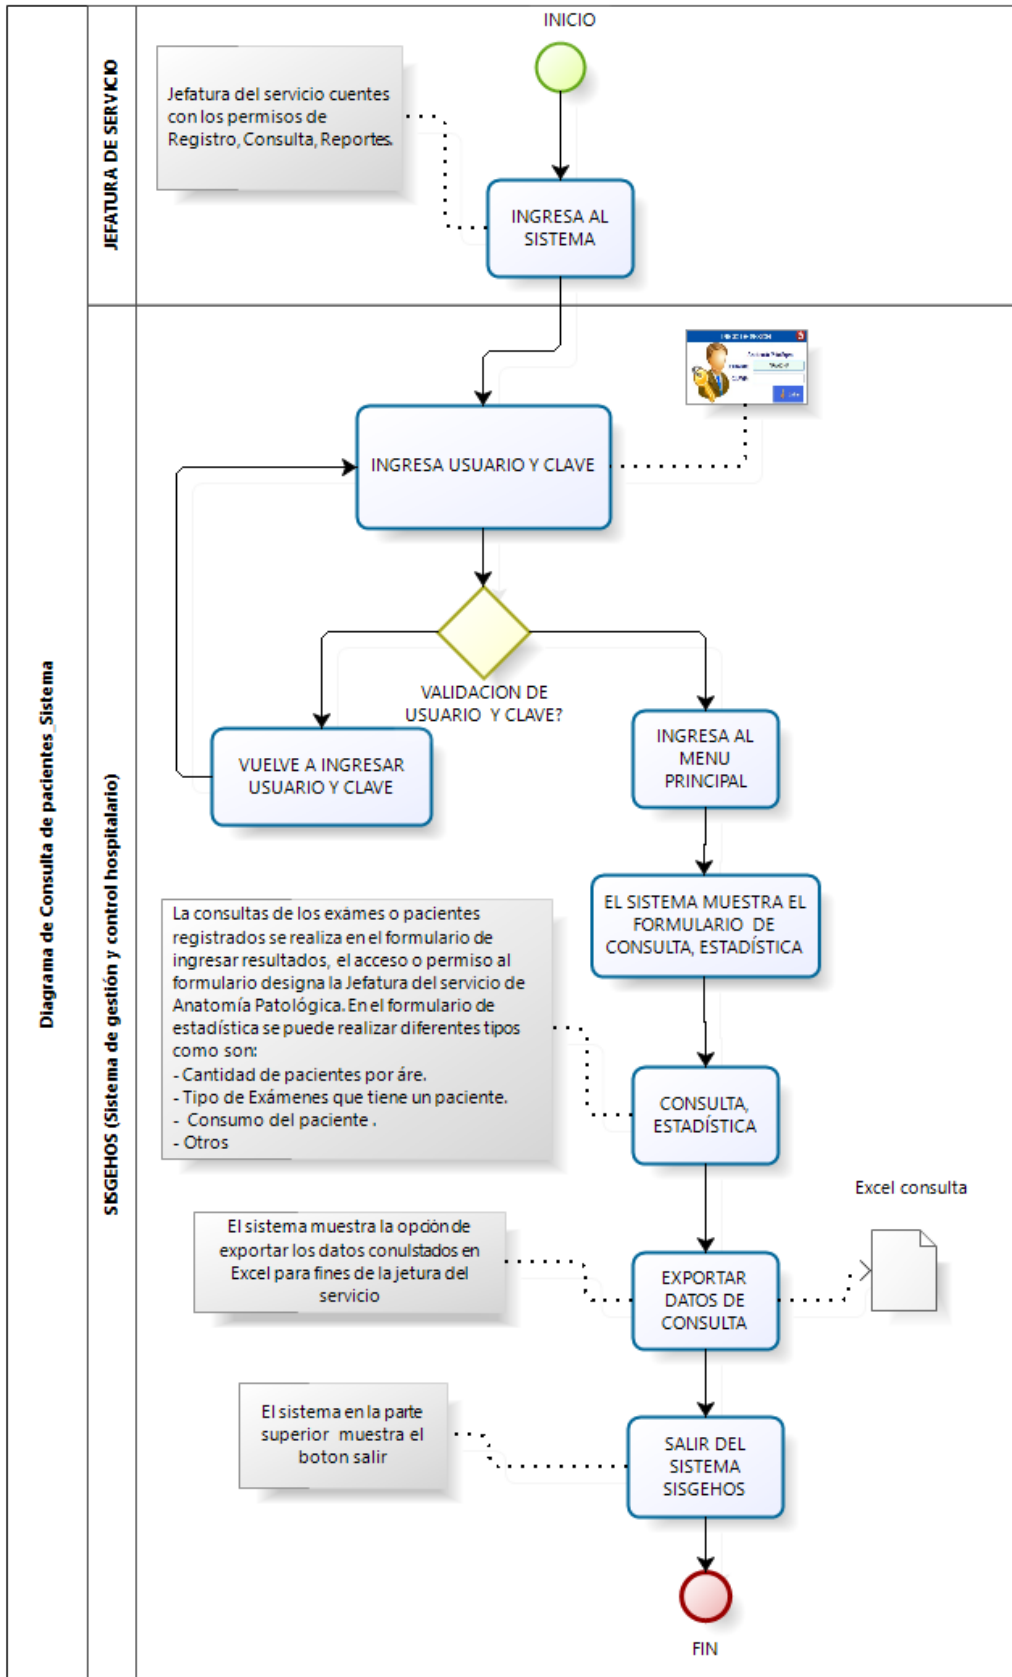 Diagrama de Consulta de pacientes_Sistema
JEFATURA DE SERVICIO
INICIO
Jefatura del servicio cuentes
con los permisos de
Registro, Consulta, Reportes.
INGRESA AL
SISTEMA
SISGEHOS (Sistema de gestión y control hospitalario)
INGRESA USUARIO Y CLAVE
VALIDACION DE
USUARIO Y CLAVE?
VUELVE A INGRESAR
USUARIO Y CLAVE
INGRESA AL
MENU
PRINCIPAL
EL SISTEMA MUESTRA EL
FORMULARIO DE
CONSULTA, ESTADÍSTICA
La consultas de los exámes o pacientes
registrados se realiza en el formulario de
ingresar resultados, el acceso o permiso al
formulario designa la Jefatura del servicio de
Anatomía Patológica. En el formulario de
estadística se puede realizar diferentes tipos
como son:
- Cantidad de pacientes por áre.
- Tipo de Exámenes que tiene un paciente.
- Consumo del paciente .
- Otros
CONSULTA,
ESTADÍSTICA
Excel consulta
El sistema muestra la opción de
exportar los datos conulstados en
Excel para fines de la jetura del
servicio
EXPORTAR
DATOS DE
CONSULTA
El sistema en la parte
superior muestra el
boton salir
SALIR DEL
SISTEMA
SISGEHOS
FIN